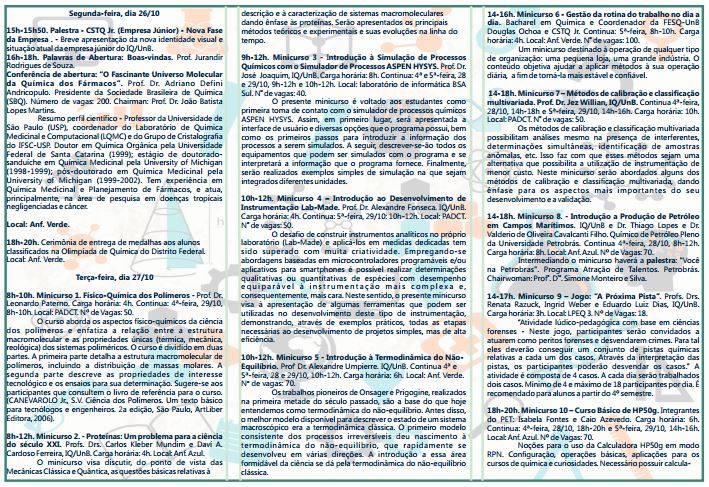 Segunda-feira, dia 26/10
15h-15h50. Palestra - CSTQ Jr. (Empresa Júnior) - Nova Fase
da Empresa . - Breve apresentação da nova identidade visual e
situação atual da empresa júnior do IQ/UnB.
16h-18h. Palavras de Abertura: Boas-vindas. Prof. Jurandir
Rodrigues de Souza.
Conferência de abertura: "O Fascinante Universo Molecular
da Química dos Fármacos". Prof. Dr. Adriano Defini
Andricopulo. Presidente da Sociedade Brasileira de Química
(SBQ). Número de vagas: 200. Chairman: Prof. Dr. João Batista
Lopes Martins.
Resumo perfil científico - Professor da Universidade de
São Paulo (USP), coordenador do Laboratório de Química
Medicinal e Computacional (LQMC) e do Grupo de Cristalografia
do IFSC-USP. Doutor em Química Orgânica pela Universidade
Federal de Santa Catarina (1999); estágio de doutorado-
sanduíche em Química Medicinal pela University of Michigan
(1998-1999); pós-doutorado em Química Medicinal pela
University of Michigan (1999-2002). Tem experiência em
Química Medicinal e Planejamento de Fármacos, e atua,
principalmente, na área de pesquisa em doenças tropicais
negligenciadas e câncer.
Local: Anf. Verde.
18h-20h. Cerimônia de entrega de medalhas aos alunos
classificados na Olimpíada de Química do Distrito Federal.
Local: Anf. Verde.
Terça-feira, dia 27/10
8h-10h. Minicurso 1. Físico-Química dos Polímeros - Prof. Dr.
Leonardo Paterno. Carga horária: 4h. Continua: 5ª-feira, 29/10,
8h-10h. Local: PADCT. Nº de Vagas: 50.
O curso aborda os aspectos físico-químicos da ciência
dos polímeros e enfatiza a relação entre a estrutura
macromolecular e as propriedades únicas (térmica, mecânica,
reológica) dos sistemas poliméricos. O curso é dividido em duas
partes. A primeira parte detalha a estrutura macromolecular de
polímeros, incluindo a distribuição de massas molares. A
segunda parte descreve as propriedades de interesse
tecnológico e os ensaios para sua determinação. Sugere-se aos
participantes que consultem o livro de referência para o curso.
(CANEVAROLO Jr., S.V. Ciência dos Polímeros. Um texto básico
para tecnólogos e engenheiros. 2a edição, São Paulo, ArtLiber
Editora, 2006).
8h-12h. Minicurso 2. - Proteínas: Um problema para a ciência
do século XXI. Profs. Drs. Carlos Kleber Mundim e Davi A.
Cardoso Ferreira, IQ/UnB. Carga horária: 4h. Local: Anf. Azul.
O minicurso visa discutir, do ponto de vista das
Mecânicas Clássica e Quântica, as questões básicas relativas à
descrição e à caracterização de sistemas macromoleculares
dando ênfase às proteínas. Serão apresentados os principais
métodos teóricos e experimentais e suas evoluções na linha do
tempo.
9h-12h. Minicurso 3 - Introdução à Simulação de Processos
Químicos com o Simulador de Processos ASPEN HYSYS. Prof. Dr.
José Joaquim, IQ/UnB. Carga horária: 8h. Continua: 4ª e 5ª-feira, 28
e 29/10, 9h-12h e 10h-12h. Local: laboratório de informática BSA
Sul. N° de vagas: 40.
O presente minicurso é voltado aos estudantes como
primeira toma de contato com o simulador de processos químicos
ASPEN HYSYS. Assim, em primeiro lugar, será apresentada a
interface de usuário e diversas opções que o programa possui, bem
como os primeiros passos para introduzir a informação dos
processos a serem simulados. A seguir, descrever-se-ão todos os
equipamentos que podem ser simulados com o programa e se
interpretará a informação que o programa fornece. Finalmente,
serão realizados exemplos simples de simulação na que sejam
integrados diferentes unidades.
10h-12h. Minicurso 4 – Introdução ao Desenvolvimento de
Instrumentação Lab-Made. Prof. Dr. Alexandre Fonseca. IQ/UnB.
Carga horária: 4h. Continua: 5ª-feira, 29/10; 10h-12h. Local: PADCT.
N° de vagas: 50.
O desafio de construir instrumentos analíticos no próprio
laboratório (Lab-Made) e aplicá-los em medidas dedicadas tem
sido superado com muita criatividade. Empregando-se
abordagens baseadas em microcontroladores programáveis e/ou
aplicativos para smartphones é possível realizar determinações
qualitativas ou quantitativas de espécies com desempenho
equiparável à instrumentação mais complexa e,
consequentemente, mais cara. Neste sentido, o presente minicurso
visa à apresentação de algumas ferramentas que podem ser
utilizadas no desenvolvimento deste tipo de instrumentação,
demonstrando, através de exemplos práticos, todas as etapas
necessárias ao desenvolvimento de projetos simples, mas de alta
eficiência.
10h-12h. Minicurso 5 - Introdução à Termodinâmica do Não-
Equilíbrio. Prof Dr. Alexandre Umpierre. IQ/UnB. Continua 4ª e
5ª-feira, 28 e 29/10, 10h-12h. Carga horária: 6h. Local: Anf. Verde.
Nº de vagas: 70.
Os trabalhos pioneiros de Onsager e Prigogine, realizados
na primeira metade do século passado, são a base do que hoje
entendemos como termodinâmica do não-equilíbrio. Antes disso,
o melhor modelo disponível para descrever o estado de um sistema
macroscópico era a termodinâmica clássica. O primeiro modelo
consistente dos processos irreversíveis deu nascimento à
termodinâmica do não-equilíbrio, que rapidamente se
desenvolveu em várias direções. A introdução a essa área
formidável da ciência se dá pela termodinâmica do não-equilíbrio
clássica.
14-16h. Minicurso 6 - Gestão da rotina do trabalho no dia a
dia. Bacharel em Química e Coordenador da FESQ-UnB
Douglas Ochoa e CSTQ Jr. Continua: 5ª-feira, 8h-10h. Carga
horária: 4h. Local: Anf. Verde. N° de vagas: 100.
Um minicurso destinado à operação de qualquer tipo
de organização: uma pequena loja, uma grande indústria. O
conteúdo objetiva ajudar a aplicar métodos à sua operação
diária, a fim de torná-la mais estável e confiável.
14-18h. Minicurso 7 – Métodos de calibração e classificação
multivariada. Prof. Dr. Jez Willian, IQ/UnB. Continua 4ª-feira,
28/10, 14h-18h e 5ª-feira, 29/10, 14h-16h. Carga horária: 10h.
Local: PADCT. N° de vagas: 50.
Os métodos de calibração e classificação multivariada
possibilitam análises mesmo na presença de interferentes,
determinações simultâneas, identificação de amostras
anômalas, etc. Isso faz com que esses métodos sejam uma
alternativa que possibilita a utilização de instrumentação de
menor custo. Neste minicurso serão abordados alguns dos
métodos de calibração e classificação multivariada, dando
ênfase para os aspectos mais importantes do seu
desenvolvimento e a validação.
14-18h. Minicurso 8. - Introdução a Produção de Petróleo
em Campos Marítimos. IQ/UnB e Dr. Thiago Lopes e Dr.
Valdério de Oliveira Cavalcanti Filho. Químico de Petróleo Pleno
da Universidade Petrobrás. Continua 4ª-feira, 28/10, 8h-12h.
Carga horária: 8h. Local: Anf. Azul. N° de Vagas: 70.
Intermediando o minicurso haverá a palestra: "Você
na Petrobras". Programa Atração de Talentos. Petrobrás.
Chairwoman: Profª. Dª. Simone Monteiro e Silva.
14-17h. Minicurso 9 – Jogo: "A Próxima Pista". Profs. Drs.
Renata Razuck, Ingrid Weber e Eduardo Luiz Dias, IQ/UnB.
Carga horária: 3h. Local: LPEQ 3. N° de Vagas: 18.
"Atividade lúdico-pedagógica com base em ciências
forenses - Neste jogo, participantes serão convidados a
atuarem como peritos forenses e desvendarem crimes. Para tal
eles deverão conseguir um conjunto de pistas químicas
relativas a cada um dos casos. Através da interpretação das
pistas, os participantes poderão desvendar os casos." A
atividade é composta de 4 casos. A cada dia serão trabalhados
dois casos. Mínimo de 4 e máximo de 18 participantes por dia. É
recomendado para alunos a partir do 4º semestre.
18h-20h. Minicurso 10 – Curso Básico de HP50g. Integrantes
do PET: Isabela Fontes e Caio Azevedo. Carga horária: 6h.
Continua: 4ª-feira, 28/10, 18h-20h e 5ª-feira, 29/10, 14h-16h.
Local: Anf. Azul. N° de Vagas: 70.
Noções para o uso da Calculadora HP50g em modo
RPN. Configuração, operações básicas, aplicações para os
cursos de química e curiosidades. Necessário possuir calcula-